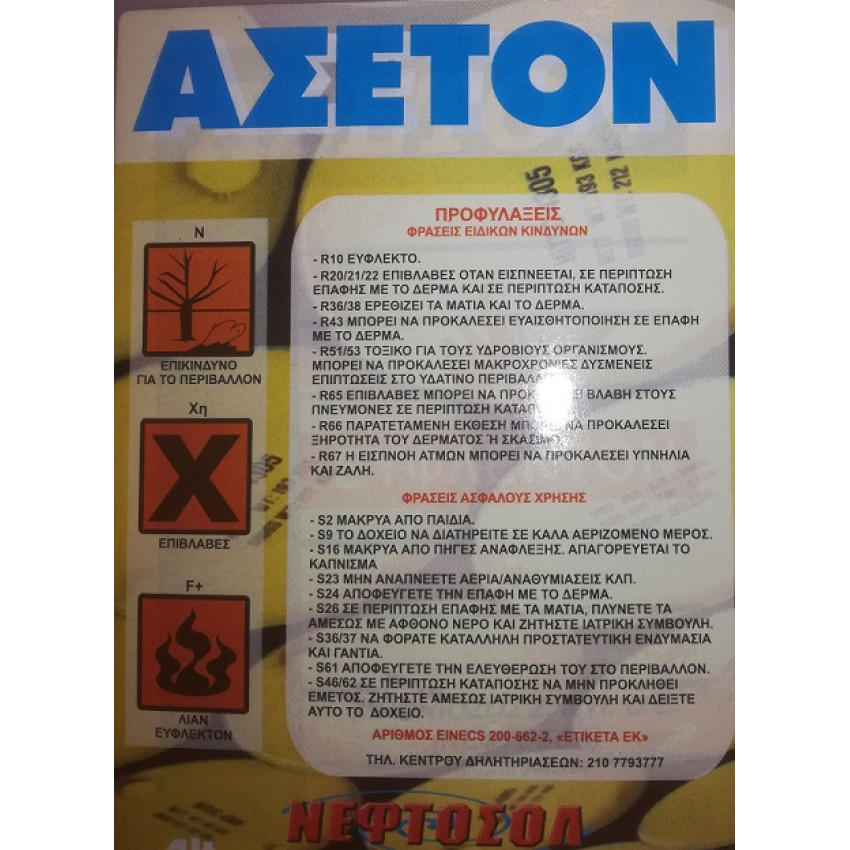 ΑΣΕΤΟΝ
N
ΕΠΙΚΙΝΔΥΝΟ
ΓΙΑ ΤΟ ΠΕΡΙΒΑΛΛΟΝ
Χη
ΕΠΙΒΛΑΒΕΣ
F+
ΛΙΑΝ
ΕΥΦΛΕΚΤΟΝ
ΠΡΟΦΥΛΑΞΕΙΣ
ΦΡΑΣΕΙΣ ΕΙΔΙΚΩΝ ΚΙΝΔΥΝΩΝ
- R10 ΕΥΦΛΕΚΤΟ.
- R20/21/22 ΕΠΙΒΛΑΒΕΣ ΟΤΑΝ ΕΙΣΠΝΕΕΤΑΙ, ΣΕ ΠΕΡΙΠΤΩΣΗ
ΕΠΑΦΗΣ ΜΕ ΤΟ ΔΕΡΜΑ ΚΑΙ ΣΕ ΠΕΡΙΠΤΩΣΗ ΚΑΤΑΠΟΣΗΣ.
- R36/38 ΕΡΕΘΙΖΕΙ ΤΑ ΜΑΤΙΑ ΚΑΙ ΤΟ ΔΕΡΜΑ.
- R43 ΜΠΟΡΕΙ ΝΑ ΠΡΟΚΑΛΕΣΕΙ ΕΥΑΙΣΘΗΤΟΠΟΙΗΣΗ ΣΕ ΕΠΑΦΗ
ΜΕ ΤΟ ΔΕΡΜΑ.
- R51/53 ΤΟΞΙΚΟ ΓΙΑ ΤΟΥΣ ΥΔΡΟΒΙΟΥΣ ΟΡΓΑΝΙΣΜΟΥΣ.
ΜΠΟΡΕΙ ΝΑ ΠΡΟΚΑΛΕΣΕΙ ΜΑΚΡΟΧΡΟΝΙΕΣ ΔΥΣΜΕΝΕΙΣ
ΕΠΙΠΤΩΣΕΙΣ ΣΤΟ ΥΔΑΤΙΝΟ
- R65 ΕΠΙΒΛΑΒΕΣ ΜΠΟΡΕΙ ΝΑ ΒΛΑΒΗ ΣΤΟΥΣ
ΠΝΕΥΜΟΝΕΣ ΣΕ ΠΕΡΙΠΤΩΣΗ
- R66 ΠΑΡΑΤΕΤΑΜΕΝΗ ΕΚΘΕΣΗ ΜΠΟΡΕΙ ΝΑ ΠΡΟΚΑΛΕΣΕΙ
ΞΗΡΟΤΗΤΑ ΤΟΥ ΔΕΡΜΑΤΟΣ Ή ΣΚΑΣΙΜΟ.
- R67 Η ΕΙΣΠΝΟΗ ΑΤΜΩΝ ΜΠΟΡΕΙ ΝΑ ΠΡΟΚΑΛΕΣΕΙ ΥΠΝΗΛΙΑ
ΚΑΙ ΖΑΛΗ.
ΦΡΑΣΕΙΣ ΑΣΦΑΛΟΥΣ ΧΡΗΣΗΣ
- S2 ΜΑΚΡΥΑ ΑΠΟ ΠΑΙΔΙΑ.
- S9 ΤΟ ΔΟΧΕΙΟ ΝΑ ΔΙΑΤΗΡΕΙΤΕ ΣΕ ΚΑΛΑ ΑΕΡΙΖΟΜΕΝΟ ΜΕΡΟΣ.
- S16 ΜΑΚΡΥΑ ΑΠΟ ΠΗΓΕΣ ΑΝΑΦΛΕΞΗΣ. ΑΠΑΓΟΡΕΥΕΤΑΙ ΤΟ
ΚΑΠΝΙΣΜΑ
- S23 ΜΗΝ ΑΝΑΠΝΕΕΤΕ ΑΕΡΙΑ/ΑΝΑΘΥΜΙΑΣΕΙΣ ΚΛΠ.
- S24 ΑΠΟΦΕΥΓΕΤΕ ΤΗΝ ΕΠΑΦΗ ΜΕ ΤΟ ΔΕΡΜΑ.
- S26 ΣΕ ΠΕΡΙΠΤΩΣΗ ΕΠΑΦΗΣ ΜΕ ΤΑ ΜΑΤΙΑ, ΠΛΥΝΕΤΕ ΤΑ
ΑΜΕΣΩΣ ΜΕ ΑΦΘΟΝΟ ΝΕΡΟ ΚΑΙ ΖΗΤΗΣΤΕ ΙΑΤΡΙΚΗ ΣΥΜΒΟΥΛΗ.
- S36/37 ΝΑ ΦΟΡΑΤΕ ΚΑΤΑΛΛΗΛΗ ΠΡΟΣΤΑΤΕΥΤΙΚΗ ΕΝΔΥΜΑΣΙΑ
ΚΑΙ ΓΑΝΤΙΑ.
- S61 ΑΠΟΦΕΥΓΕΤΕ ΤΗΝ ΕΛΕΥΘΕΡΩΣΗ ΤΟΥ ΣΤΟ ΠΕΡΙΒΑΛΛΟΝ.
- S46/62 ΣΕ ΠΕΡΙΠΤΩΣΗ ΚΑΤΑΠΟΣΗΣ ΝΑ ΜΗΝ ΠΡΟΚΛΗΘΕΙ
ΕΜΕΤΟΣ. ΖΗΤΗΣΤΕ ΑΜΕΣΩΣ ΙΑΤΡΙΚΗ ΣΥΜΒΟΥΛΗ ΚΑΙ ΔΕΙΞΤΕ
ΑΥΤΟ ΤΟ ΔΟΧΕΙΟ.
ΑΡΙΘΜΟΣ EINECS 200-662-2, «ΕΤΙΚΕΤΑ ΕΚ»
ΤΗΛ. ΚΕΝΤΡΟΥ ΔΗΛΗΤΗΡΙΑΣΕΩΝ: 210 7793777
ΝΕΦΤΟΣΟΛ